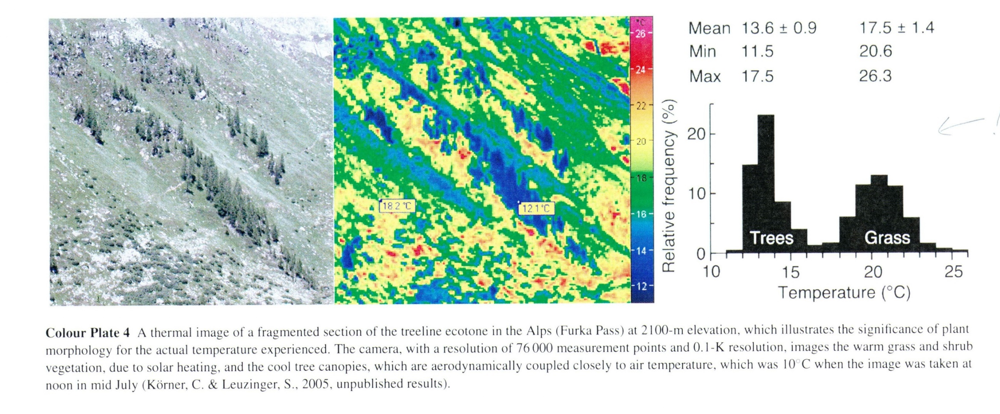 °C
26
24
22
20
18
16
14
12
18.2 °C
12.1 °C
Mean 13.6 ± 0.9 17.5 ± 1.4
Min 11.5 20.6
Max 17.5 26.3
Relative frequency (%)
20
10
0
Trees
Grass
10 15 20 25
Temperature (°C)
Colour Plate 4 A thermal image of a fragmented section of the treeline ecotone in the Alps (Furka Pass) at 2100-m elevation, which illustrates the significance of plant
morphology for the actual temperature experienced. The camera, with a resolution of 76 000 measurement points and 0.1-K resolution, images the warm grass and shrub
vegetation, due to solar heating, and the cool tree canopies, which are aerodynamically coupled closely to air temperature, which was 10°C when the image was taken at
noon in mid July (Körner, C. & Leuzinger, S., 2005, unpublished results).